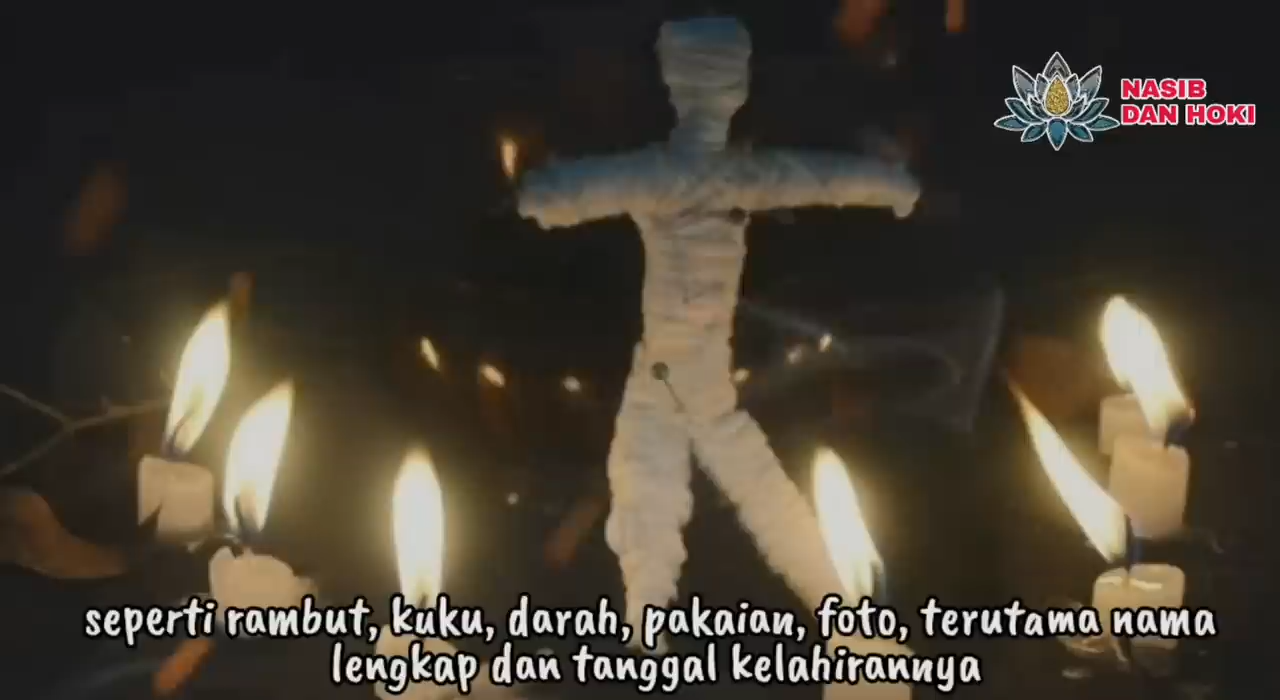 NASIB
DAN HOKI
seperti rambut, kuku, darah, pakaian, foto, terutama nama
lengkap dan tanggal kelahirannya